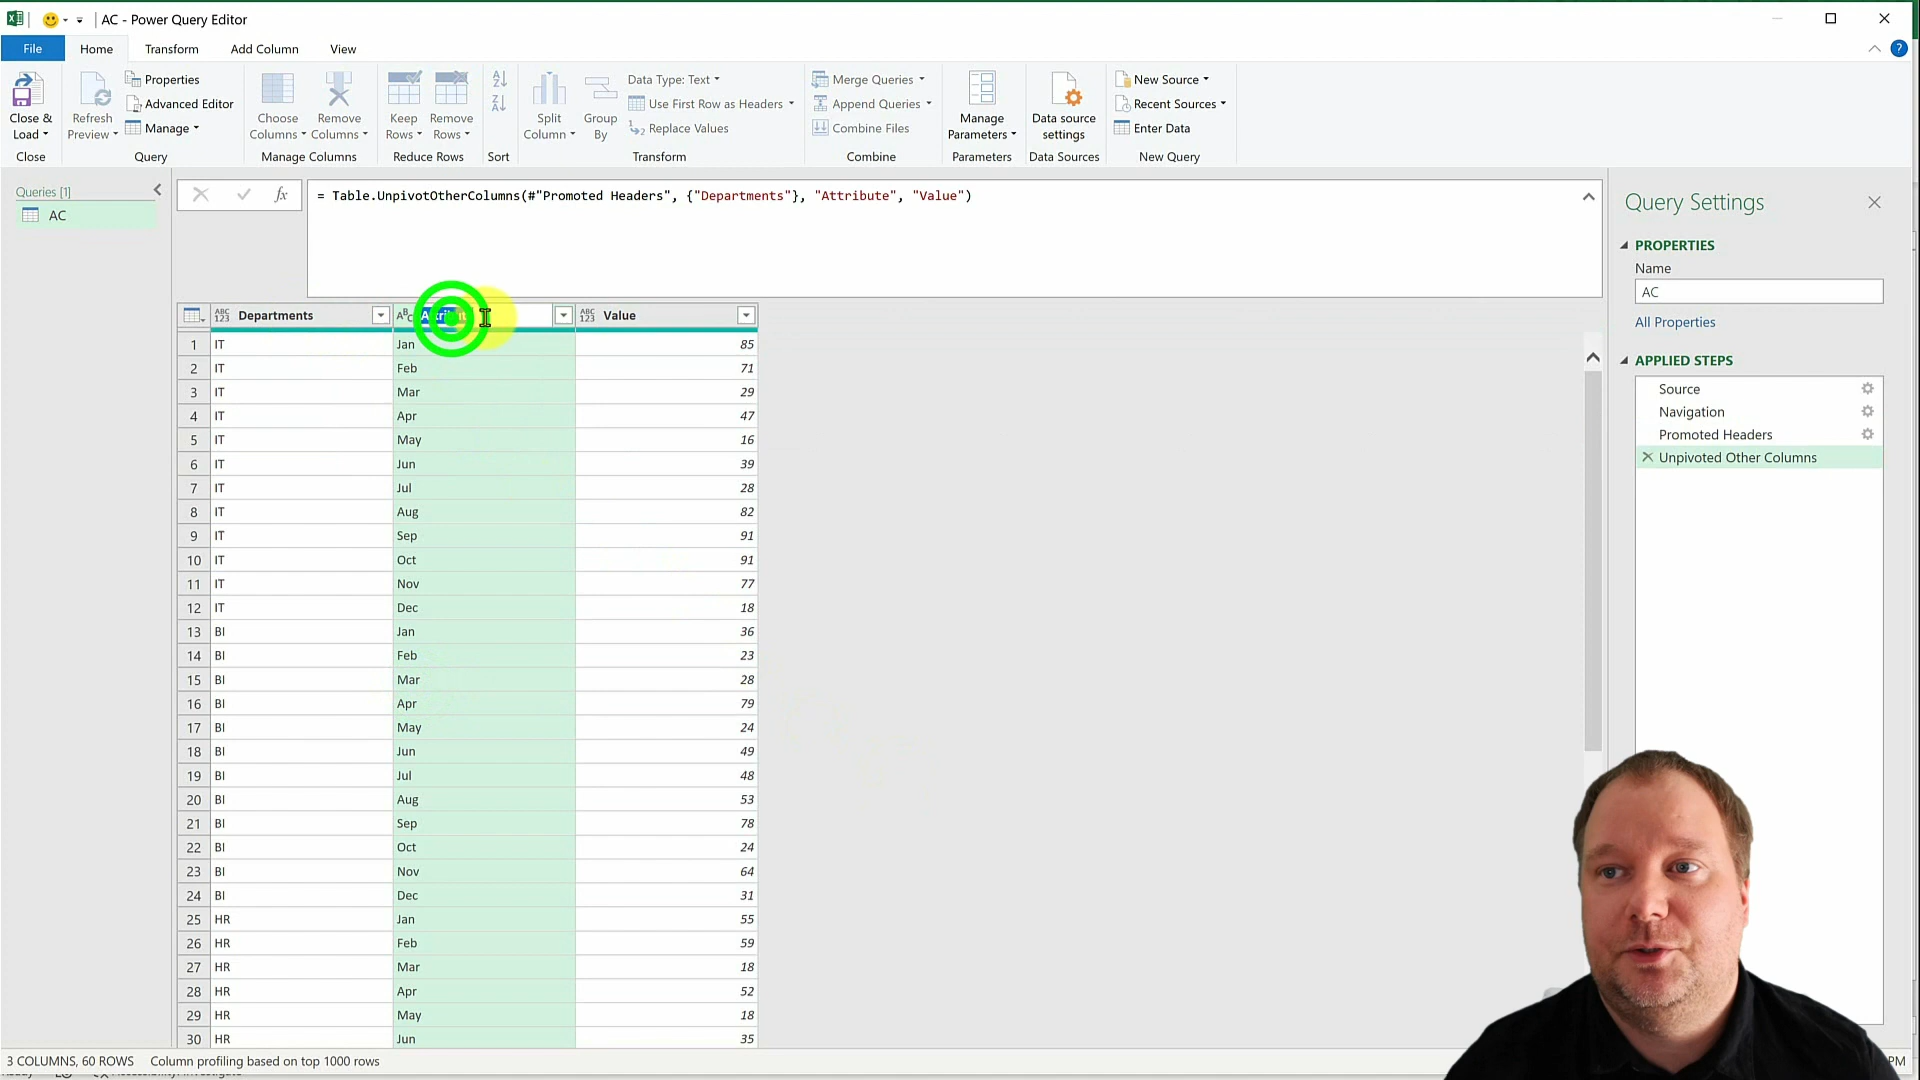 AC - Power Query Editor
File Home Transform Add Column View
Close & Load
Close
Refresh Preview
Properties
Advanced Editor
Manage
Query
Choose Columns
Remove Columns
Manage Columns
Keep Rows
Remove Rows
Reduce Rows
Sort
Split Column
Group By
Data Type: Text
Use First Row as Headers
Replace Values
Transform
Merge Queries
Append Queries
Combine Files
Combine
Manage Parameters
Parameters
Data source settings
Data Sources
New Source
Recent Sources
Enter Data
New Query
Queries [1]
AC
fx
= Table.UnpivotOtherColumns(#"Promoted Headers", {"Departments"}, "Attribute", "Value")
Departments Value
1 IT Jan 85
2 IT Feb 71
3 IT Mar 29
4 IT Apr 47
5 IT May 16
6 IT Jun 39
7 IT Jul 28
8 IT Aug 82
9 IT Sep 91
10 IT Oct 91
11 IT Nov 77
12 IT Dec 18
13 BI Jan 36
14 BI Feb 23
15 BI Mar 28
16 BI Apr 79
17 BI May 24
18 BI Jun 49
19 BI Jul 48
20 BI Aug 53
21 BI Sep 78
22 BI Oct 24
23 BI Nov 64
24 BI Dec 31
25 HR Jan 55
26 HR Feb 59
27 HR Mar 18
28 HR Apr 52
29 HR May 18
30 HR Jun 35
Query Settings
PROPERTIES
Name
AC
All Properties
APPLIED STEPS
Source
Navigation
Promoted Headers
Unpivoted Other Columns
3 COLUMNS, 60 ROWS Column profiling based on top 1000 rows
PM